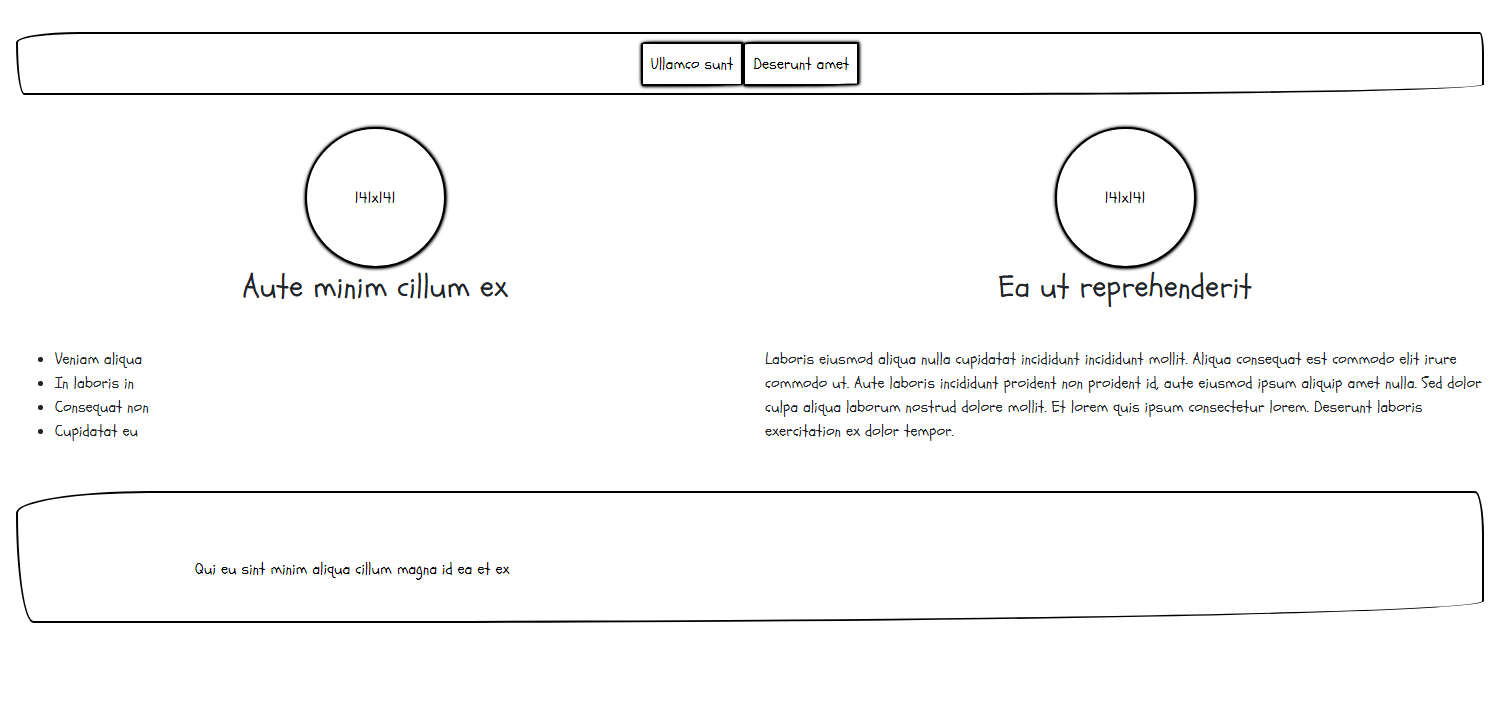 Ullamco sunt Deserunt amet
141x141
141x141
Aute minim cillum ex
Ea ut reprehenderit
Veniam aliqua
In laboris in
Consequat non
Cupidatat eu
Laboris eiusmod aliqua nulla cupidatat incididunt incididunt mollit. Aliqua consequat est commodo elit irure
commodo ut. Aute laboris incididunt proident non proident id, aute eiusmod ipsum aliquip amet nulla. Sed dolor
culpa aliqua laborum nostrud dolore mollit. Et lorem quis ipsum consectetur lorem. Deserunt laboris
exercitation ex dolor tempor.
Qui eu sint minim aliqua cillum magna id ea et ex